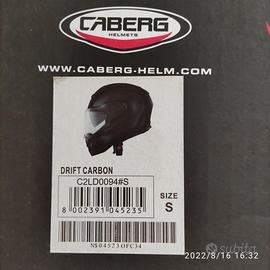 CABERG
HELMETS
WWW.CABERG-HELM.COM
DRIFT CARBON
C2LD0094#S
SIZE
S
8 002391 045235
NS04523OFC34
subito
2022/8/16 16:32